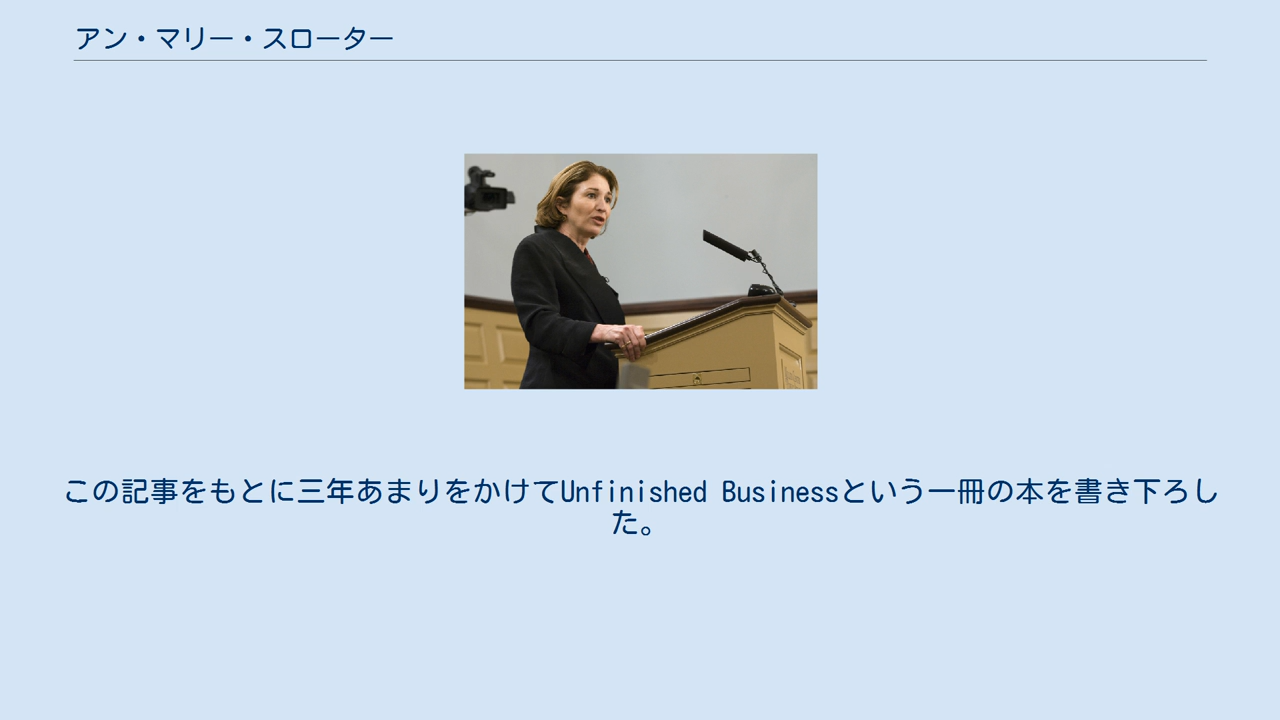 アン・マリー・スローター
この記事をもとに三年あまりをかけてUnfinished Businessという一冊の本を書き下ろし
た。